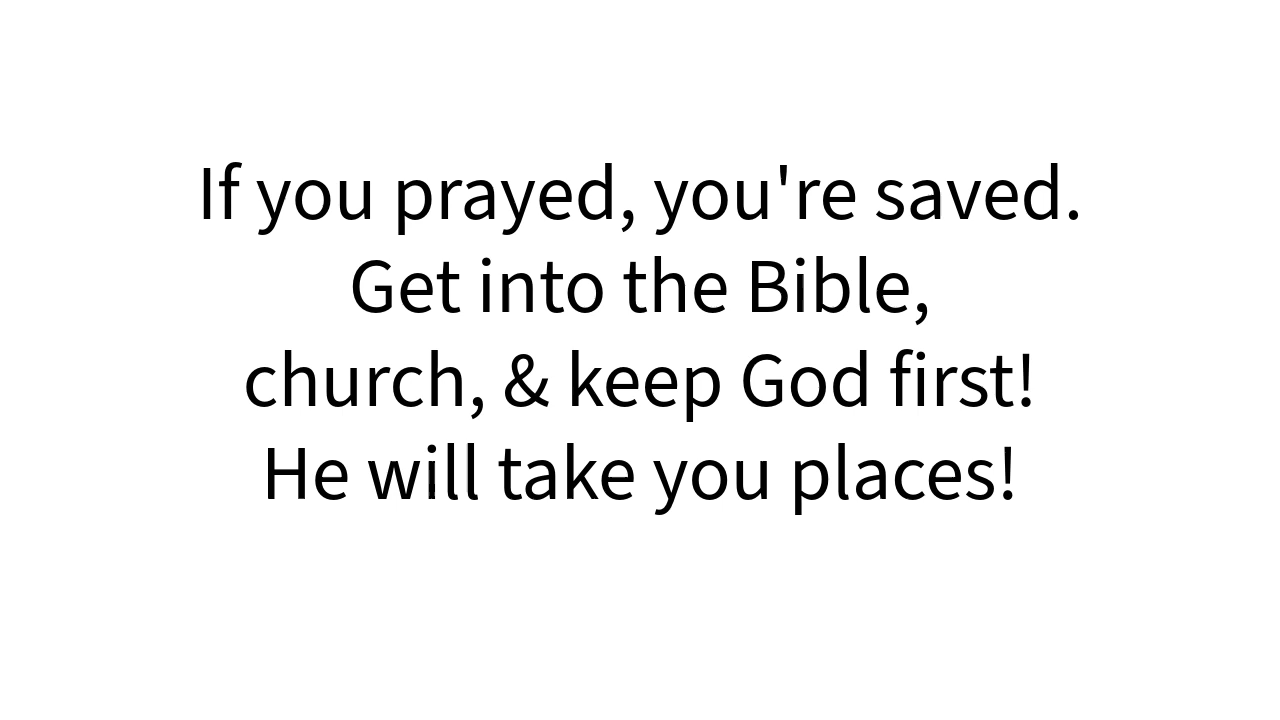 If you prayed, you're saved.
Get into the Bible,
church, & keep God first!
He will take you places!